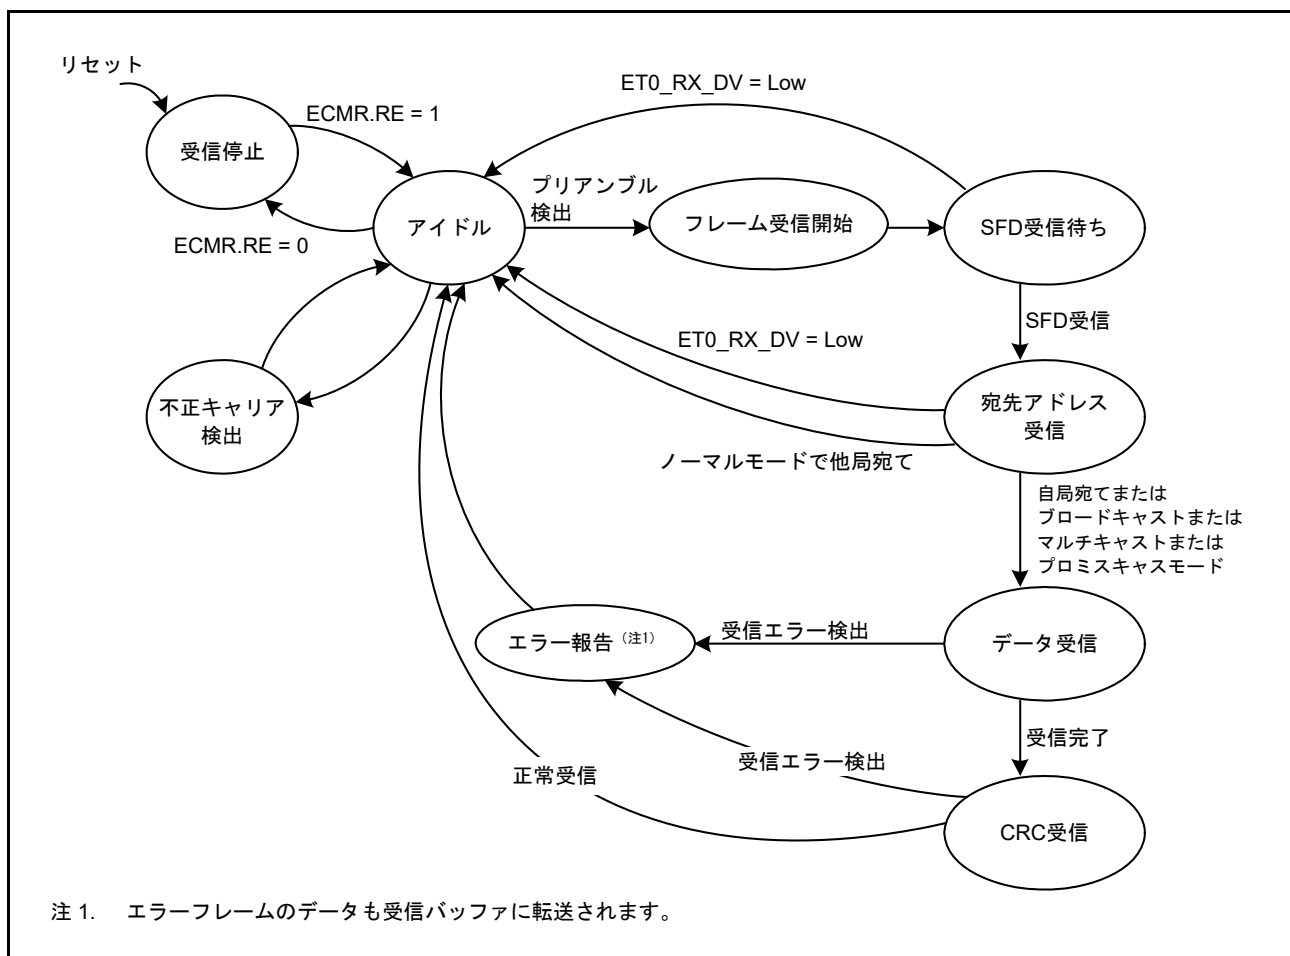 リセット
ECMR.RE = 1
ET0_RX_DV = Low
受信停止
プリアンブル
検出
アイドル
フレーム受信開始
SFD受信待ち
ECMR.RE = 0
SFD受信
ET0_RX_DV = Low
不正キャリア
検出
宛先アドレス
受信
ノーマルモードで他局宛て
自局宛てまたは
ブロードキャストまたは
マルチキャストまたは
プロミスキャスモード
エラー報告（注1）
受信エラー検出
データ受信
受信完了
受信エラー検出
正常受信
CRC受信
注 1. エラーフレームのデータも受信バッファに転送されます。